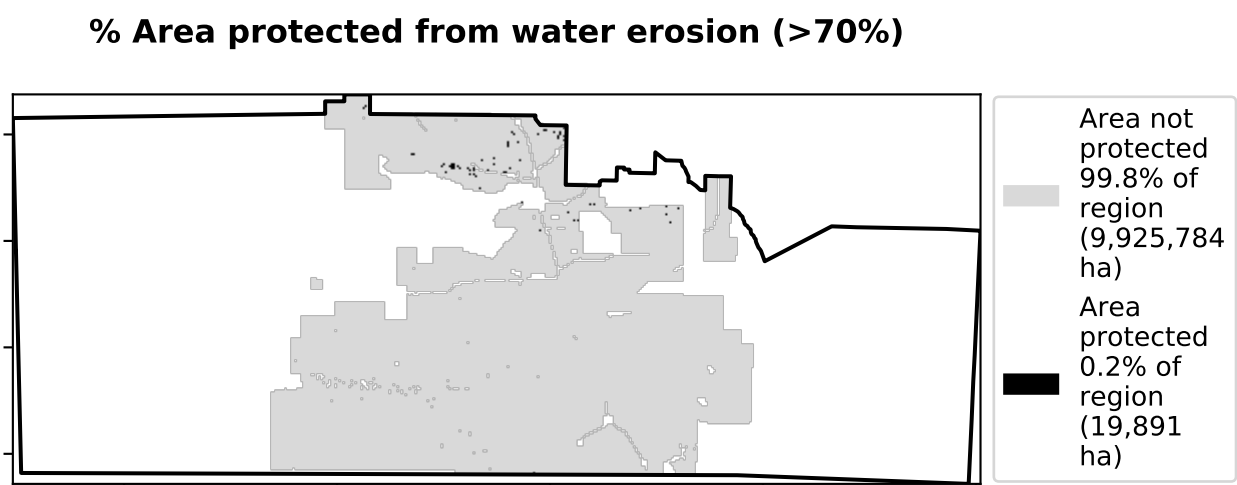 % Area protected from water erosion (>70%)
Area not
protected
99.8% of
region
(9,925,784
ha)
Area
protected
0.2% of
region
(19,891
ha)